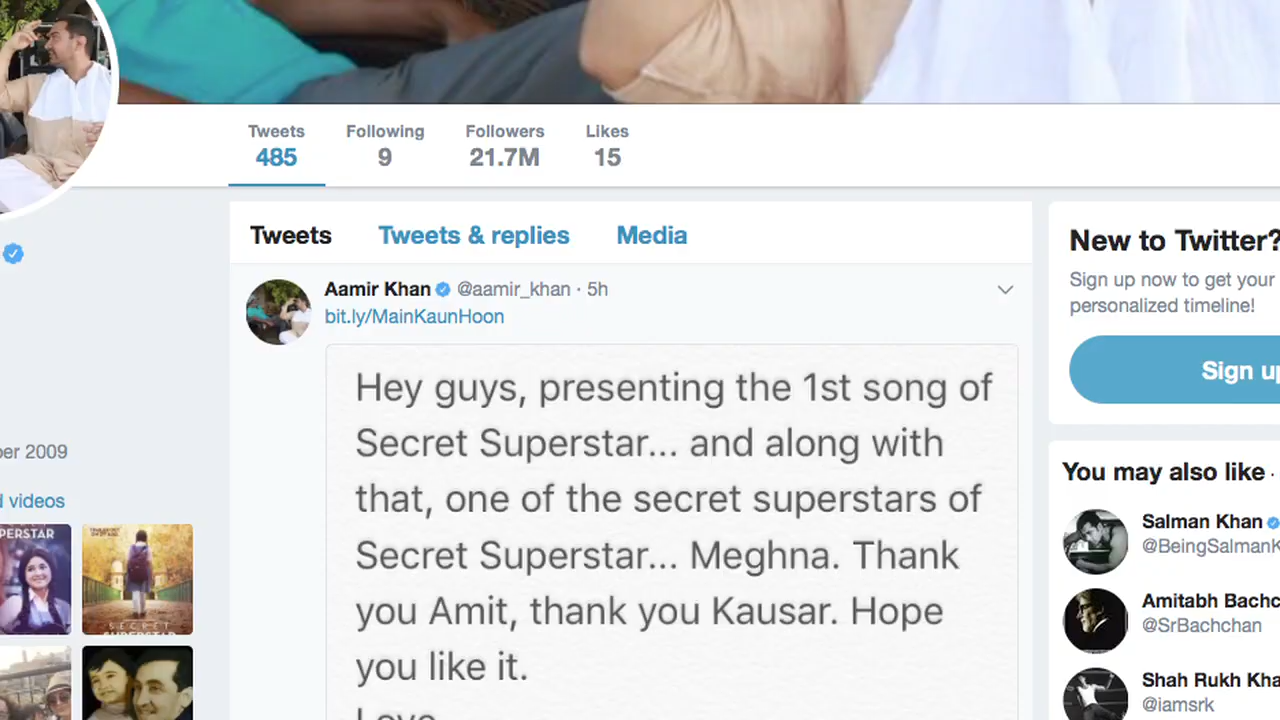 Tweets Following Followers Likes
485 9 21.7M 15
Tweets Tweets & replies Media
Aamir Khan @aamir_khan · 5h
bit.ly/MainKaunHoon
Hey guys, presenting the 1st song of
Secret Superstar... and along with
that, one of the secret superstars of
Secret Superstar... Meghna. Thank
you Amit, thank you Kausar. Hope
you like it.
Love
New to Twitter?
Sign up now to get your
personalized timeline!
Sign up
You may also like ·
Salman Khan
@BeingSalmanK
Amitabh Bachc
@SrBachchan
Shah Rukh Kha
@iamsrk
er 2009
d videos
PERSTAR
SECRET
SUPERSTAR